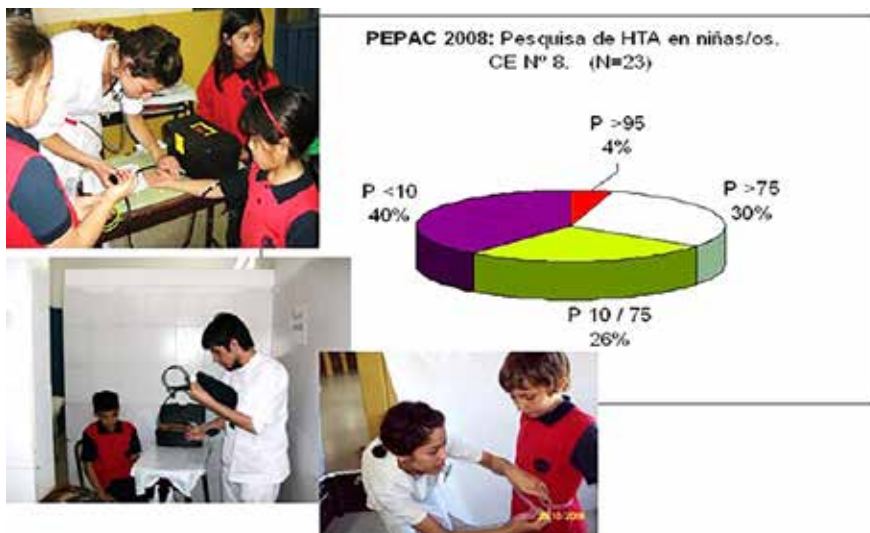 PEPAC 2008: Pesquisa de HTA en niñas/os.
CE Nº 8. (N=23)
P >95
4%
P <10
40%
P >75
30%
P 10 / 75
26%